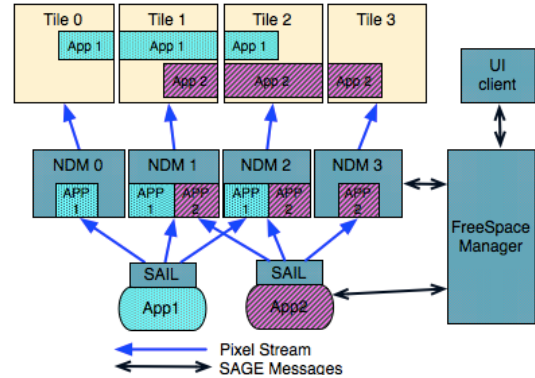 Tile 0
Tile 1
Tile 2
Tile 3
App 1
App 1
App 1
App 2
App 2
App 2
UI
client
NDM 0
NDM 1
NDM 2
NDM 3
APP
1
APP
1
APP
2
APP
1
APP
2
APP
2
FreeSpace
Manager
SAIL
SAIL
App1
App2
Pixel Stream
SAGE Messages